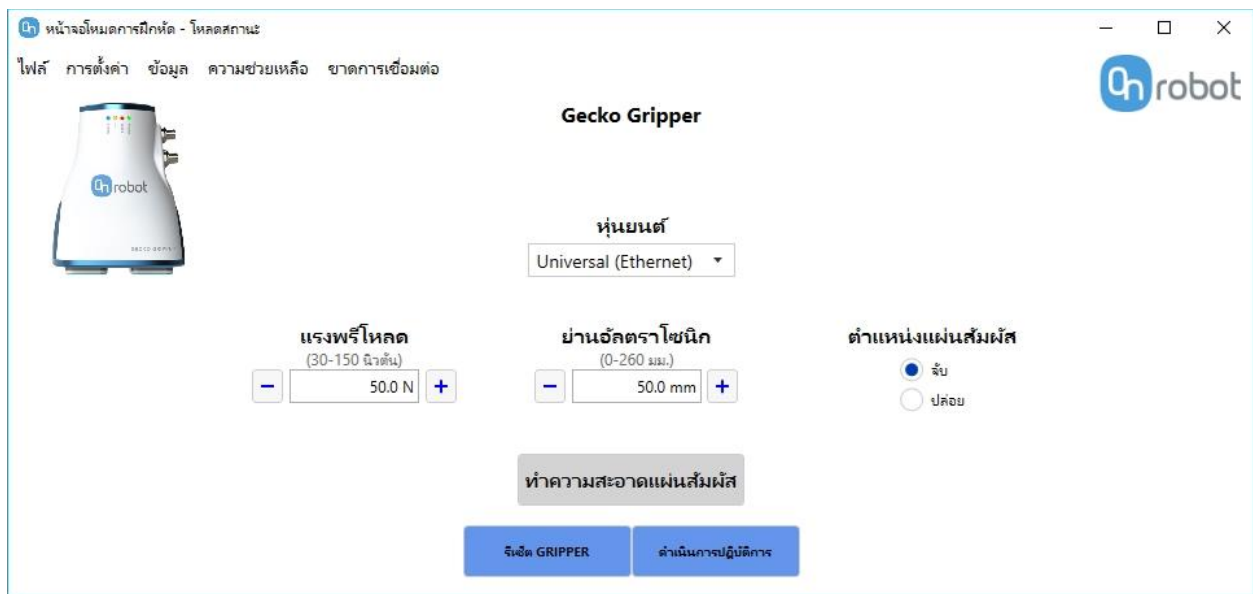 หน้าจอโหมดการฝึกหัด - โหลดสถานะ
ไฟล์ การตั้งค่า ข้อมูล ความช่วยเหลือ ขาดการเชื่อมต่อ
On robot
Gecko Gripper
On robot
หุ่นยนต์
Universal (Ethernet)
แรงพรีโหลด
(30-150 นิวตัน)
− 50.0 N +
ย่านอัลตราโซนิก
(0-260 มม.)
− 50.0 mm +
ตำแหน่งแผ่นสัมผัส
จับ
ปล่อย
ทำความสะอาดแผ่นสัมผัส
รีเซ็ต GRIPPER
ดำเนินการปฏิบัติการ